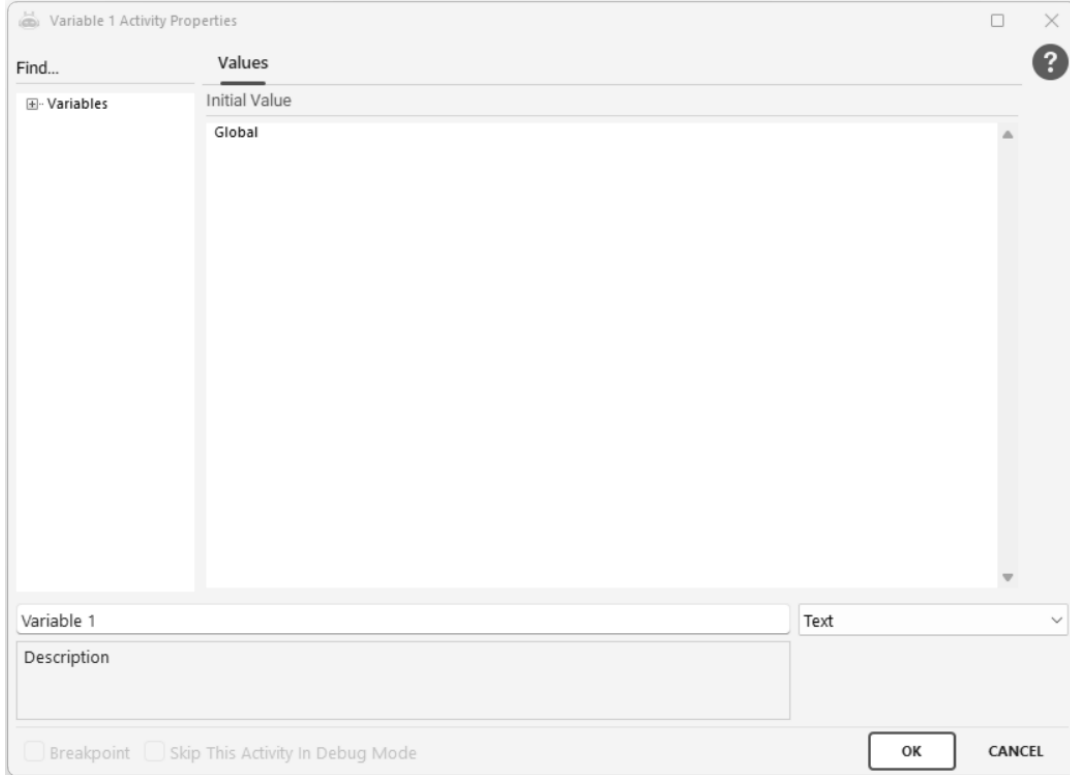 Variable 1 Activity Properties
Find...
Values
?
Variables
Initial Value
Global
Variable 1
Text
Description
Breakpoint
Skip This Activity In Debug Mode
OK
CANCEL